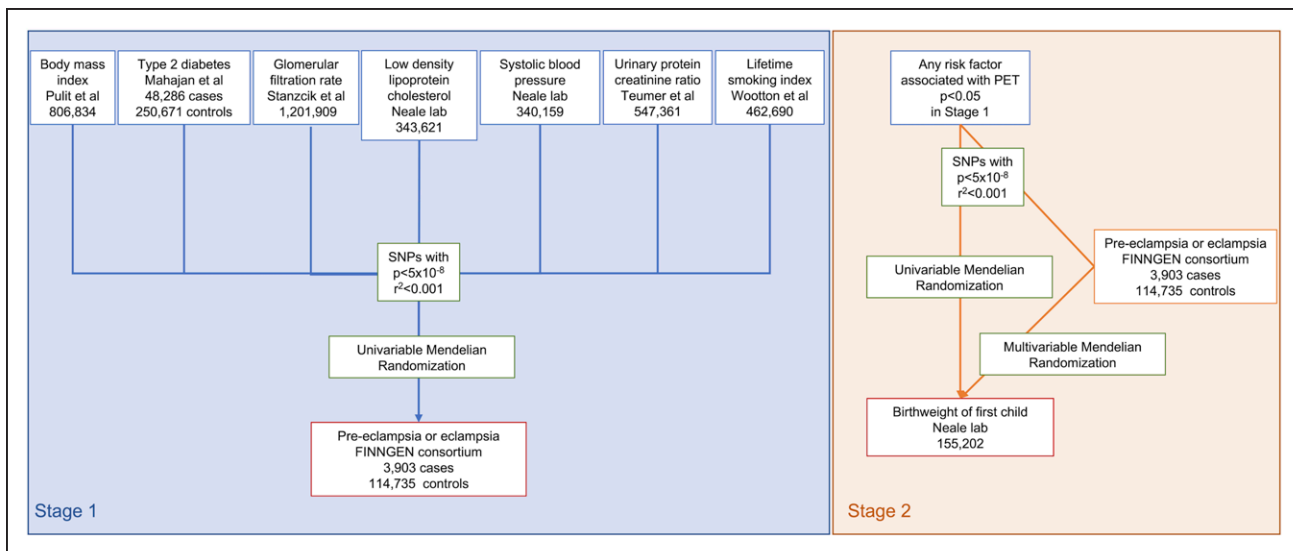 Body mass
index
Pulit et al
806,834
Type 2 diabetes
Mahajan et al
48,286 cases
250,671 controls
Glomerular
filtration rate
Stanzcik et al
1,201,909
Low density
lipoprotein
cholesterol
Neale lab
343,621
Systolic blood
pressure
Neale lab
340,159
Urinary protein
creatinine ratio
Teumer et al
547,361
Lifetime
smoking index
Wootton et al
462,690
SNPs with
p<5x10⁻⁸
r²<0.001
Univariable Mendelian
Randomization
Pre-eclampsia or eclampsia
FINNGEN consortium
3,903 cases
114,735 controls
Stage 1
Any risk factor
associated with PET
p<0.05
in Stage 1
SNPs with
p<5x10⁻⁸
r²<0.001
Pre-eclampsia or eclampsia
FINNGEN consortium
3,903 cases
114,735 controls
Univariable Mendelian
Randomization
Multivariable Mendelian
Randomization
Birthweight of first child
Neale lab
155,202
Stage 2